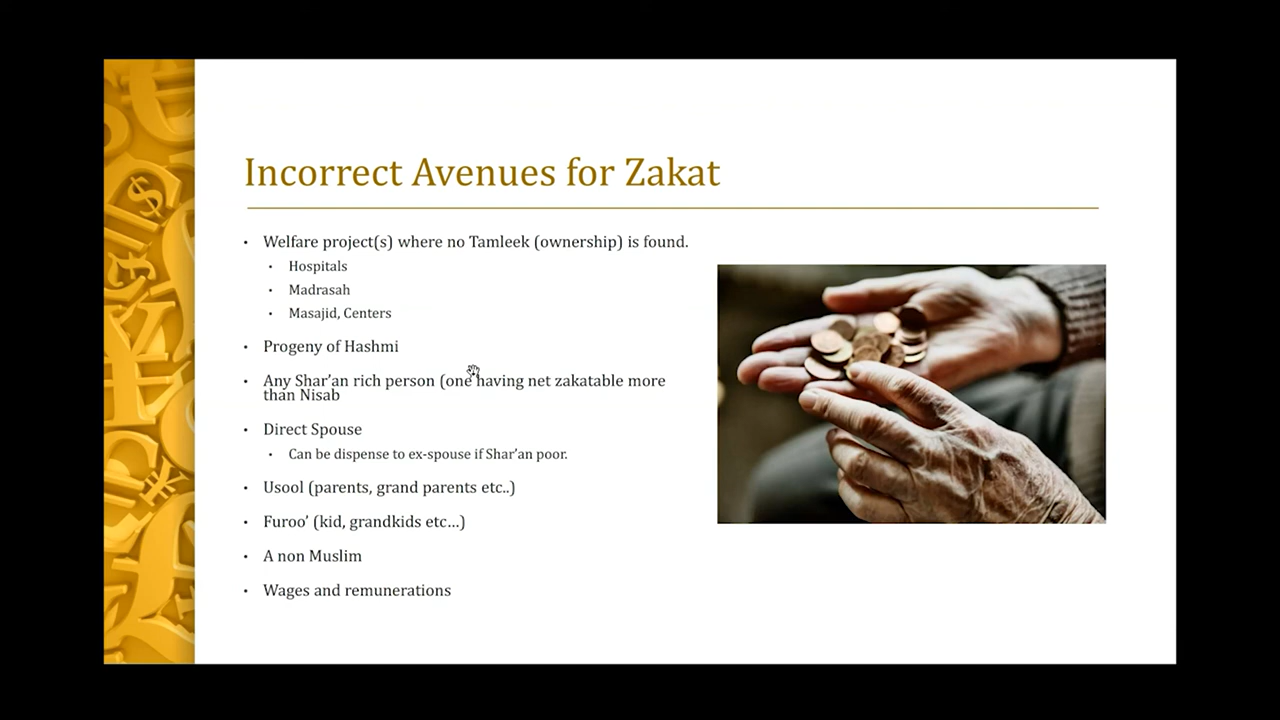 Incorrect Avenues for Zakat
• Welfare project(s) where no Tamleek (ownership) is found.
• Hospitals
• Madrasah
• Masajid, Centers
• Progeny of Hashmi
• Any Shar’an rich person (one having net zakatable more
than Nisab
• Direct Spouse
• Can be dispense to ex-spouse if Shar’an poor.
• Usool (parents, grand parents etc..)
• Furoo’ (kid, grandkids etc…)
• A non Muslim
• Wages and remunerations